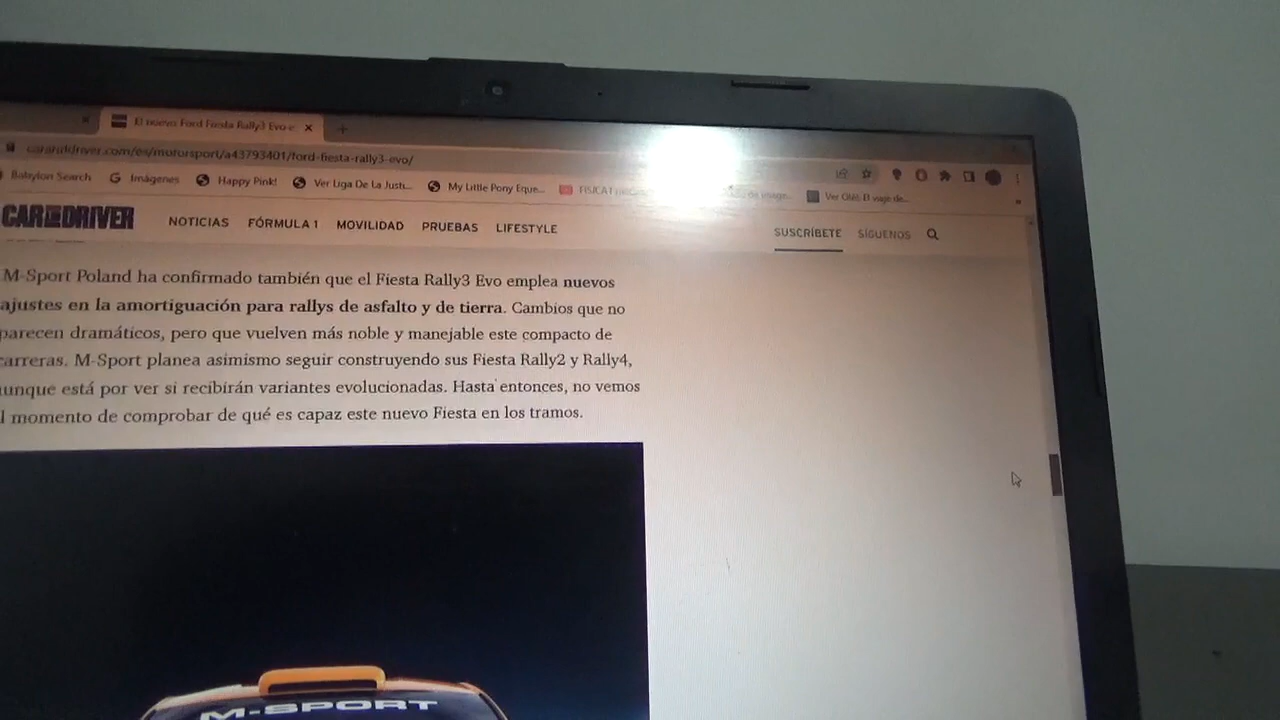 El nuevo Ford Fiesta Rally3 Evo e
caranddriver.com/es/motorsport/a43793401/ford-fiesta-rally3-evo/
Babylon Search Imágenes Happy Pink! Ver Liga De La Justi... My Little Pony Eque... Ver Olés El viaje de...
CAR AND DRIVER NOTICIAS FÓRMULA 1 MOVILIDAD PRUEBAS LIFESTYLE SUSCRÍBETE SÍGUENOS
M-Sport Poland ha confirmado también que el Fiesta Rally3 Evo emplea nuevos
ajustes en la amortiguación para rallys de asfalto y de tierra. Cambios que no
parecen dramáticos, pero que vuelven más noble y manejable este compacto de
carreras. M-Sport planea asimismo seguir construyendo sus Fiesta Rally2 y Rally4,
aunque está por ver si recibirán variantes evolucionadas. Hasta entonces, no vemos
l momento de comprobar de qué es capaz este nuevo Fiesta en los tramos.
M-SPORT